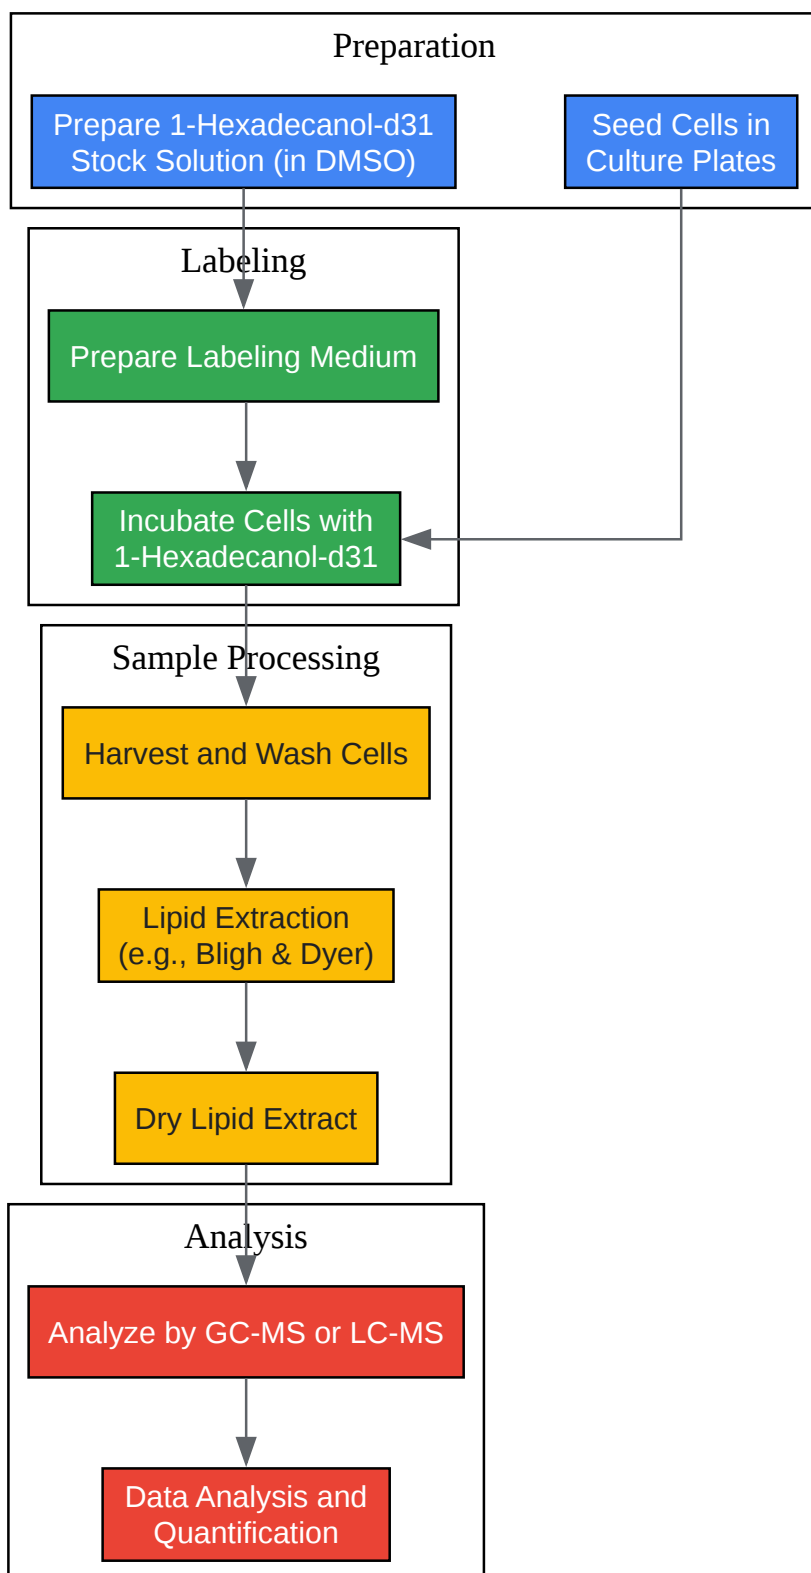 Preparation
Prepare 1-Hexadecanol-d31
Stock Solution (in DMSO)
Seed Cells in
Culture Plates
Labeling
Prepare Labeling Medium
Incubate Cells with
1-Hexadecanol-d31
Sample Processing
Harvest and Wash Cells
Lipid Extraction
(e.g., Bligh & Dyer)
Dry Lipid Extract
Analysis
Analyze by GC-MS or LC-MS
Data Analysis and
Quantification